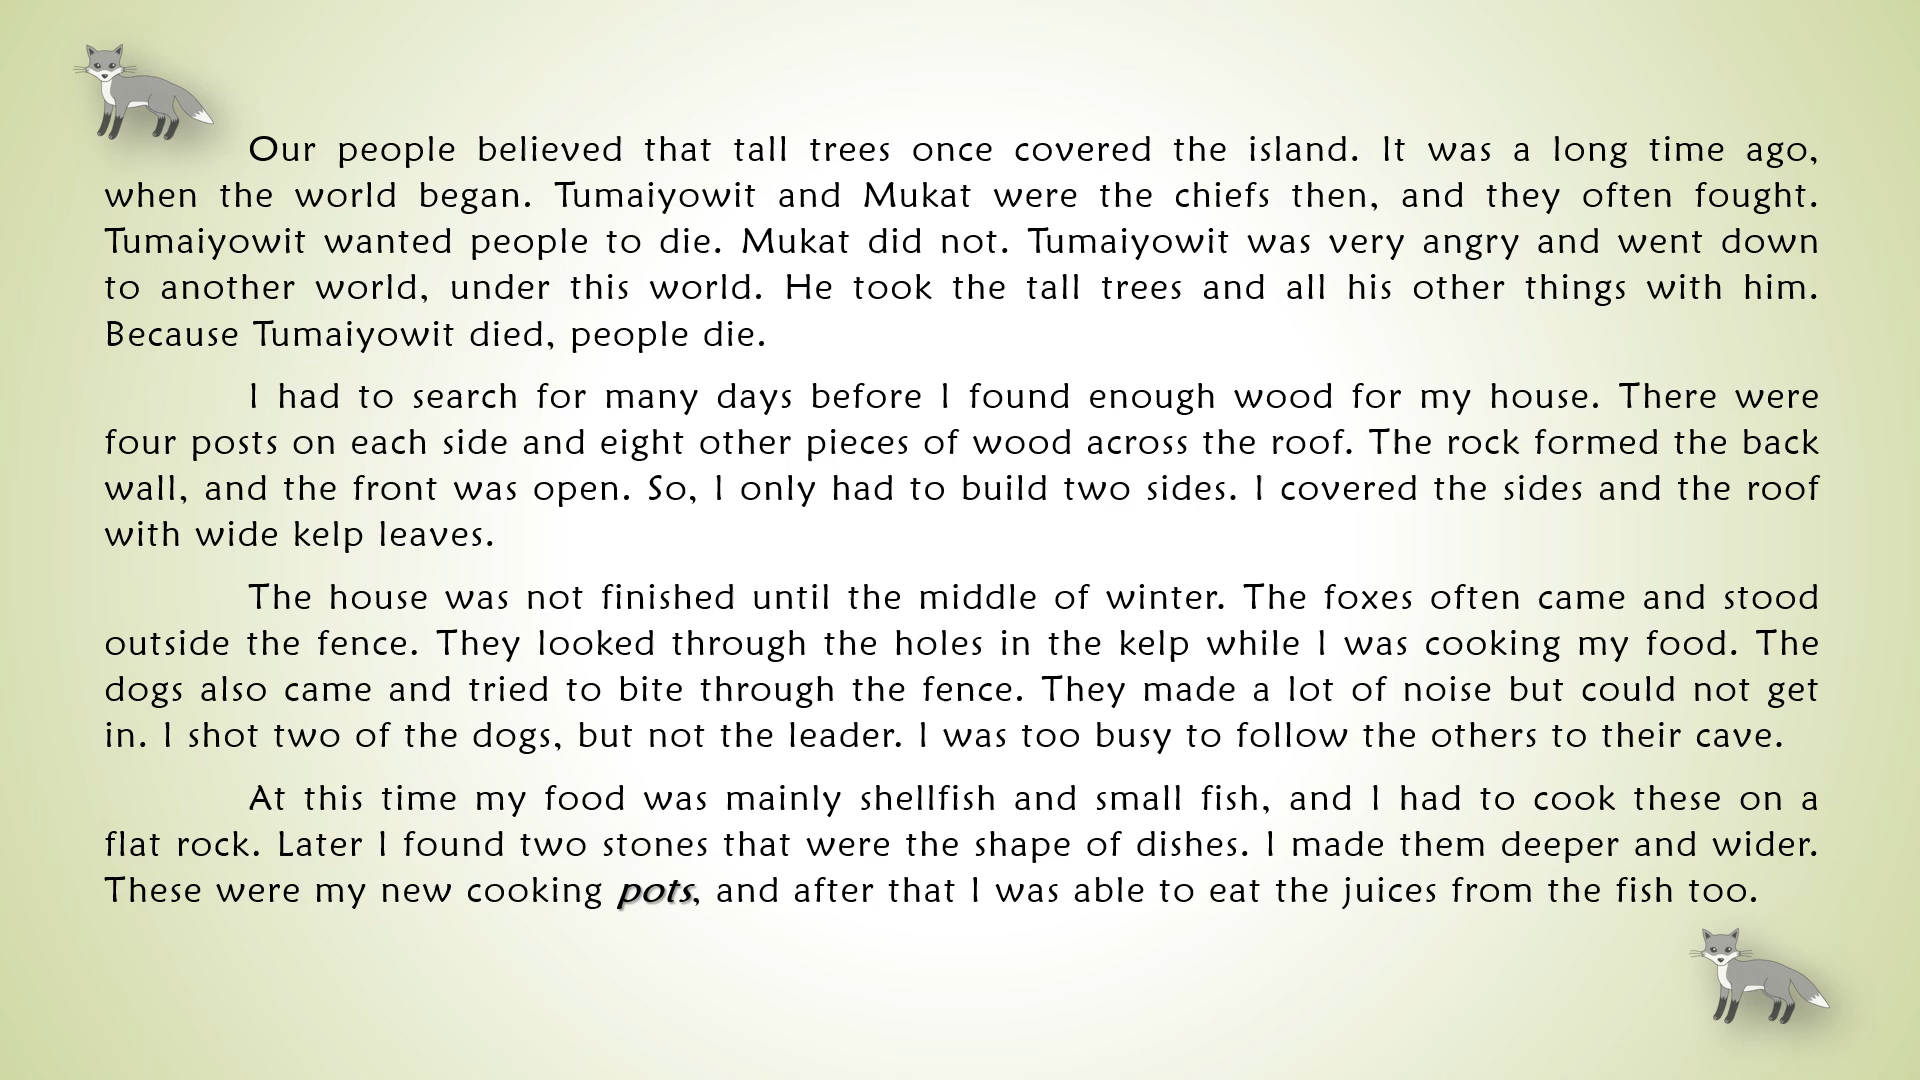 Our people believed that tall trees once covered the island. It was a long time ago,
when the world began. Tumaiyowit and Mukat were the chiefs then, and they often fought.
Tumaiyowit wanted people to die. Mukat did not. Tumaiyowit was very angry and went down
to another world, under this world. He took the tall trees and all his other things with him.
Because Tumaiyowit died, people die.
I had to search for many days before I found enough wood for my house. There were
four posts on each side and eight other pieces of wood across the roof. The rock formed the back
wall, and the front was open. So, I only had to build two sides. I covered the sides and the roof
with wide kelp leaves.
The house was not finished until the middle of winter. The foxes often came and stood
outside the fence. They looked through the holes in the kelp while I was cooking my food. The
dogs also came and tried to bite through the fence. They made a lot of noise but could not get
in. I shot two of the dogs, but not the leader. I was too busy to follow the others to their cave.
At this time my food was mainly shellfish and small fish, and I had to cook these on a
flat rock. Later I found two stones that were the shape of dishes. I made them deeper and wider.
These were my new cooking pots, and after that I was able to eat the juices from the fish too.